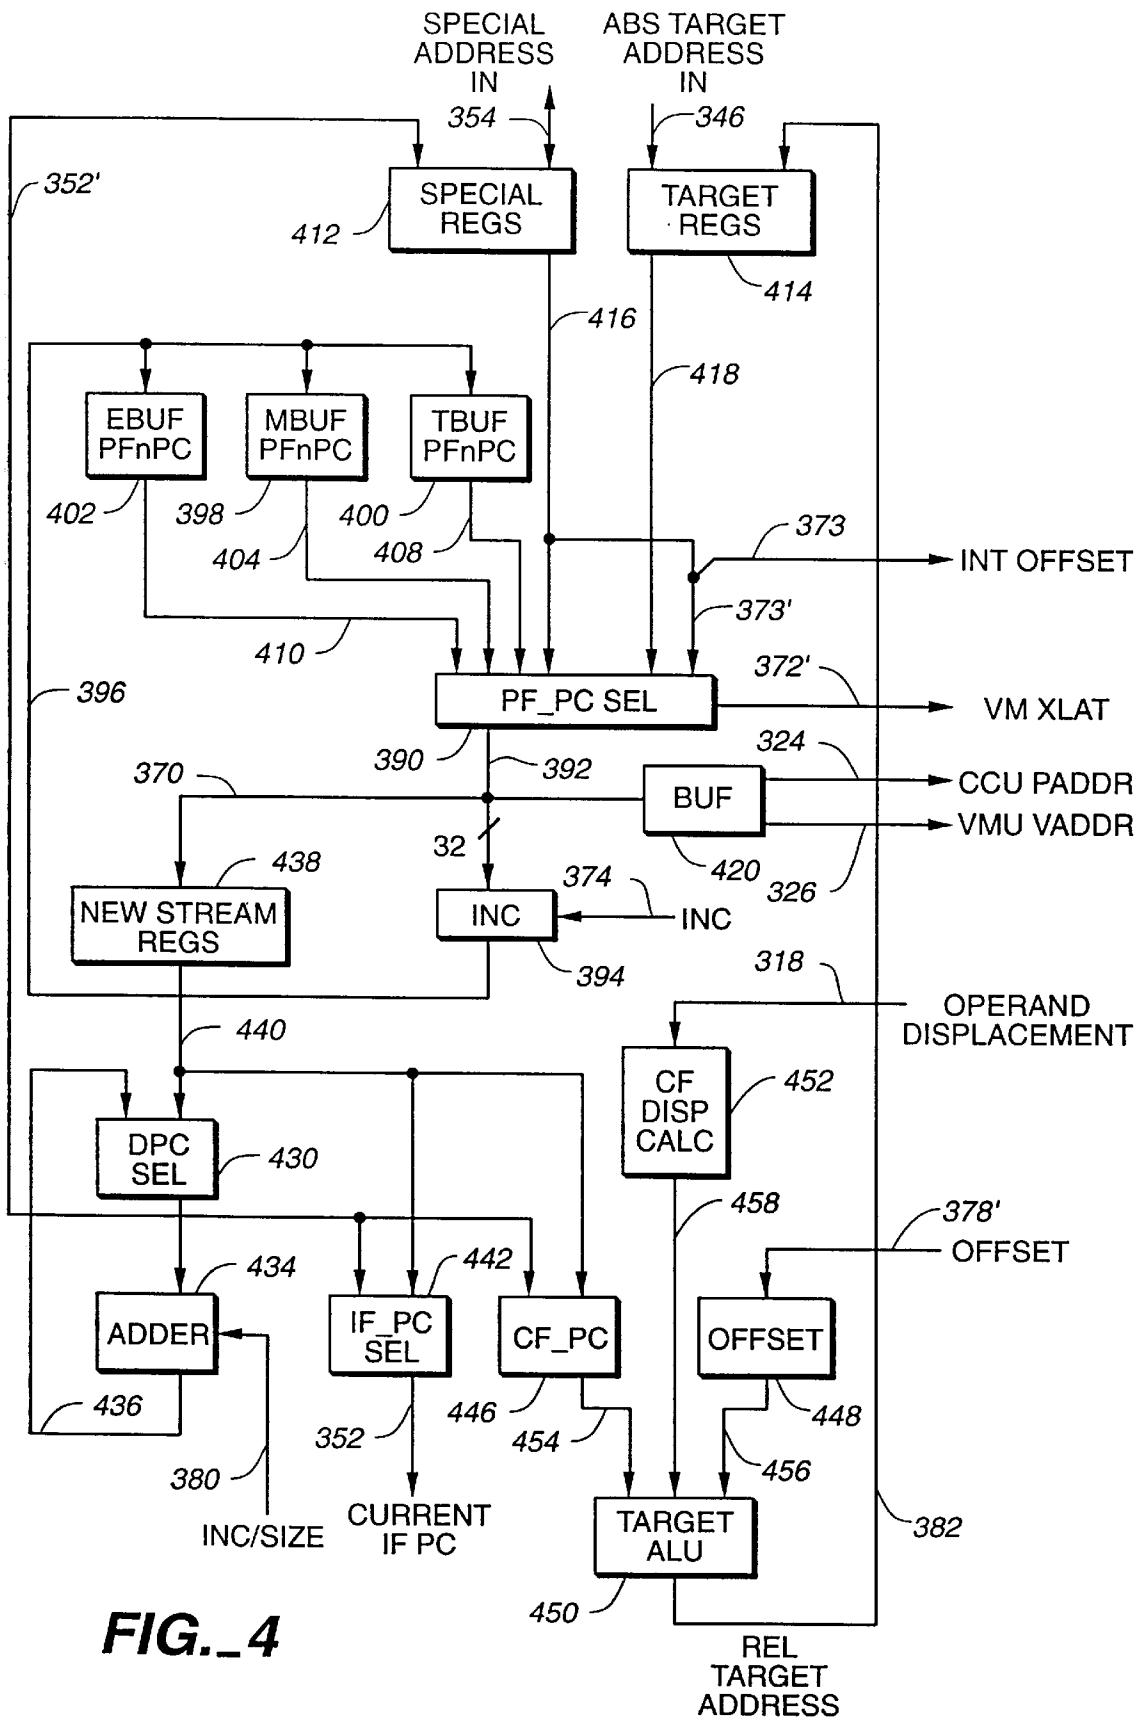 SPECIAL
ADDRESS
IN
ABS TARGET
ADDRESS
IN
354
346
352'
SPECIAL
REGS
TARGET
REGS
412
414
416
418
EBUF
PFnPC
MBUF
PFnPC
TBUF
PFnPC
402
398
400
404
408
373
INT OFFSET
373'
410
372'
396
PF_PC SEL
VM XLAT
390
392
324
370
BUF
CCU PADDR
VMU VADDR
32
420
326
438
374
NEW STREAM
REGS
INC
INC
394
318
440
OPERAND
DISPLACEMENT
CF
DISP
CALC
452
DPC
SEL
430
458
378'
OFFSET
434
442
ADDER
IF_PC
SEL
CF_PC
OFFSET
436
352
446
454
448
456
380
INC/SIZE
CURRENT
IF PC
TARGET
ALU
382
450
FIG._4
REL
TARGET
ADDRESS